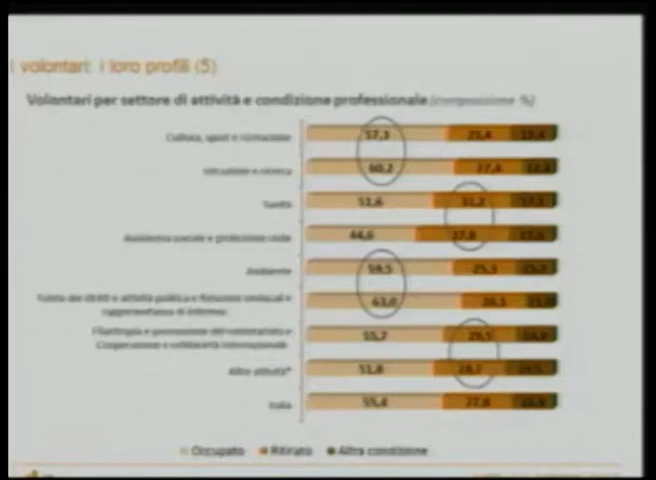 I volontari: i loro profili (5)
Volontari per settore di attività e condizione professionale (composizione %)
Cultura, sport e ricreazione 57,3 25,4
Istruzione e ricerca 60,2 27,4
Sanità 51,6 31,2
Assistenza sociale e protezione civile 44,6 37,8
Ambiente 59,5 25,3
Tutela dei diritti e attività politica e Relazioni sindacali e
rappresentanza di interessi 63,0
Filantropia e promozione del volontariato e
Cooperazione e solidarietà internazionale 55,7 29,5
Altre attività* 51,8
Italia 55,4 27,8
Occupato Ritirato Altra condizione